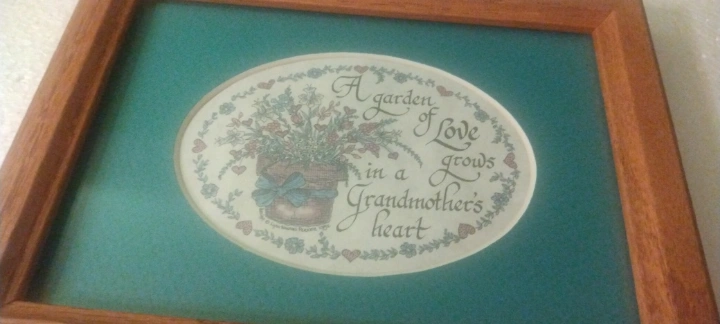 A
garden
of
Love
grows
in a
Grandmother's
heart